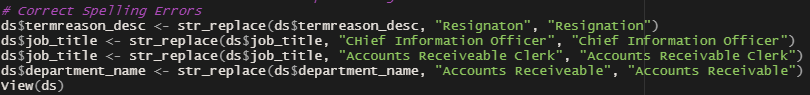 # Correct Spelling Errors
ds$termreason_desc <- str_replace(ds$termreason_desc, "Resignaton", "Resignation")
ds$job_title <- str_replace(ds$job_title, "CHief Information Officer", "Chief Information Officer")
ds$job_title <- str_replace(ds$job_title, "Accounts Receiveable Clerk", "Accounts Receivable Clerk")
ds$department_name <- str_replace(ds$department_name, "Accounts Receiveable", "Accounts Receivable")
View(ds)